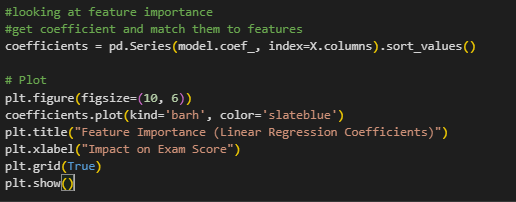 #looking at feature importance
#get coefficient and match them to features
coefficients = pd.Series(model.coef_, index=X.columns).sort_values()

# Plot
plt.figure(figsize=(10, 6))
coefficients.plot(kind='barh', color='slateblue')
plt.title("Feature Importance (Linear Regression Coefficients)")
plt.xlabel("Impact on Exam Score")
plt.grid(True)
plt.show()